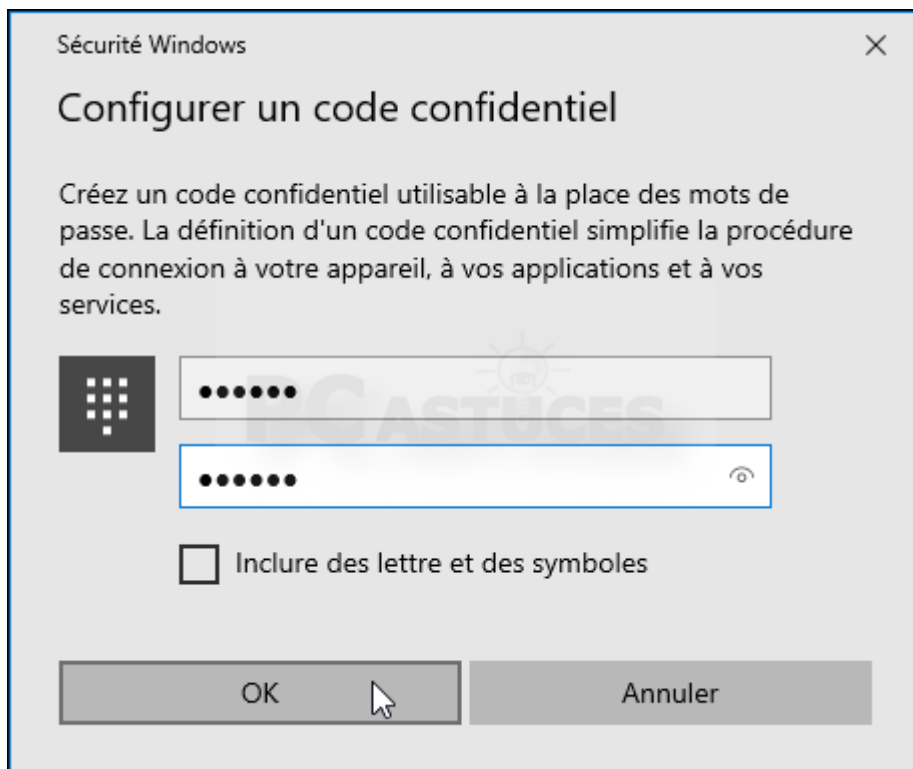 Sécurité Windows
Configurer un code confidentiel
Créez un code confidentiel utilisable à la place des mots de
passe. La définition d'un code confidentiel simplifie la procédure
de connexion à votre appareil, à vos applications et à vos
services.
●●●●●●
PC ASTUCES
●●●●●●
Inclure des lettre et des symboles
OK
Annuler